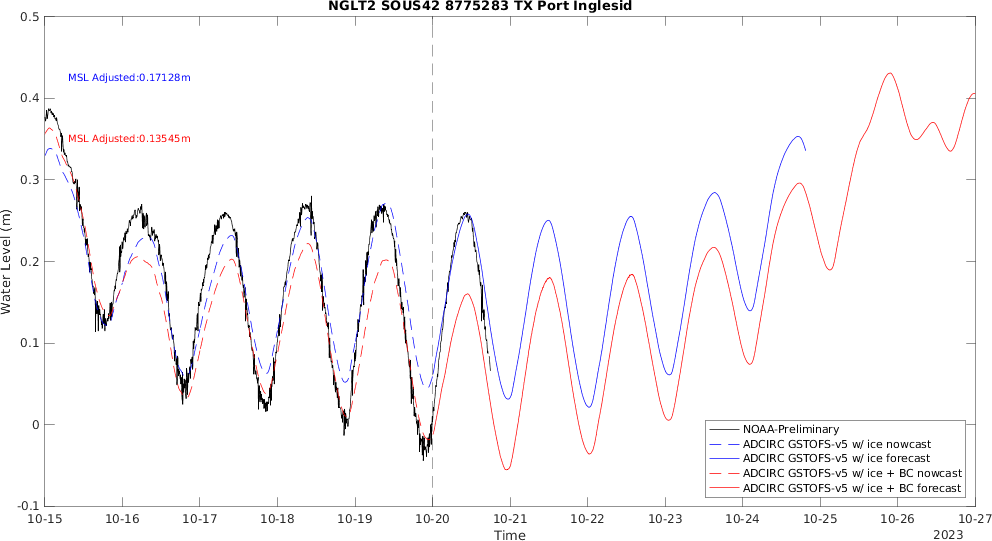 NGLT2 SOUS42 8775283 TX Port Inglesid
0.5
0.4
0.3
0.2
0.1
0
-0.1
Water Level (m)
MSL Adjusted:0.17128m
MSL Adjusted:0.13545m
NOAA-Preliminary
ADCIRC GSTOFS-v5 w/ ice nowcast
ADCIRC GSTOFS-v5 w/ ice forecast
ADCIRC GSTOFS-v5 w/ ice + BC nowcast
ADCIRC GSTOFS-v5 w/ ice + BC forecast
10-15 10-16 10-17 10-18 10-19 10-20 10-21 10-22 10-23 10-24 10-25 10-26 10-27
Time
2023